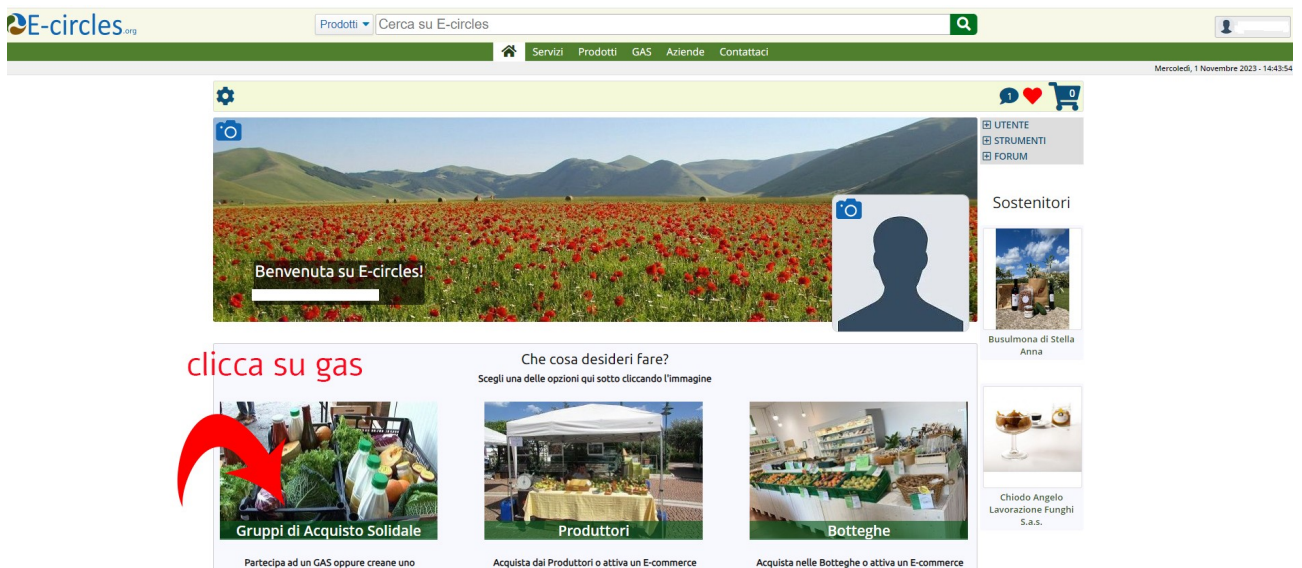 E-circles.org
Prodotti
Cerca su E-circles
Servizi Prodotti GAS Aziende Contattaci
Mercoledì, 1 Novembre 2023 - 14:43:54
1
0
UTENTE
STRUMENTI
FORUM
Benvenuta su E-circles!
Sostenitori
Busulmona di Stella
Anna
Chiodo Angelo
Lavorazione Funghi
S.a.s.
clicca su gas
Che cosa desideri fare?
Scegli una delle opzioni qui sotto cliccando l'immagine
Gruppi di Acquisto Solidale
Produttori
Botteghe
Partecipa ad un GAS oppure creane uno
Acquista dai Produttori o attiva un E-commerce
Acquista nelle Botteghe o attiva un E-commerce